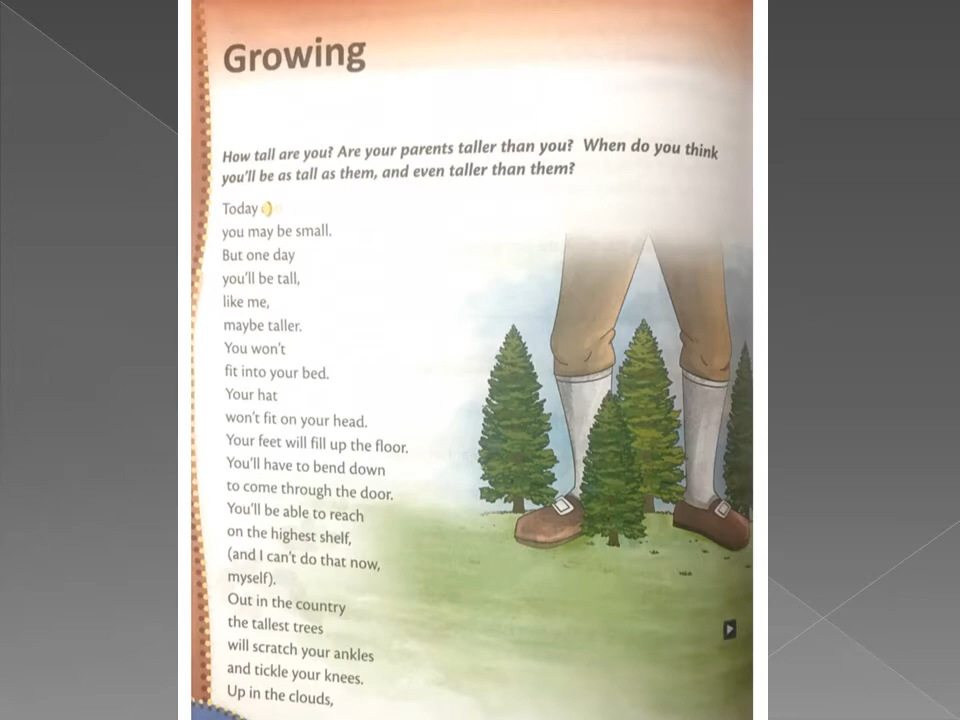 Growing
How tall are you? Are your parents taller than you? When do you think
you'll be as tall as them, and even taller than them?
Today
you may be small.
But one day
you'll be tall,
like me,
maybe taller.
You won't
fit into your bed.
Your hat
won't fit on your head.
Your feet will fill up the floor.
You'll have to bend down
to come through the door.
You'll be able to reach
on the highest shelf,
(and I can't do that now,
myself).
Out in the country
the tallest trees
will scratch your ankles
and tickle your knees.
Up in the clouds,